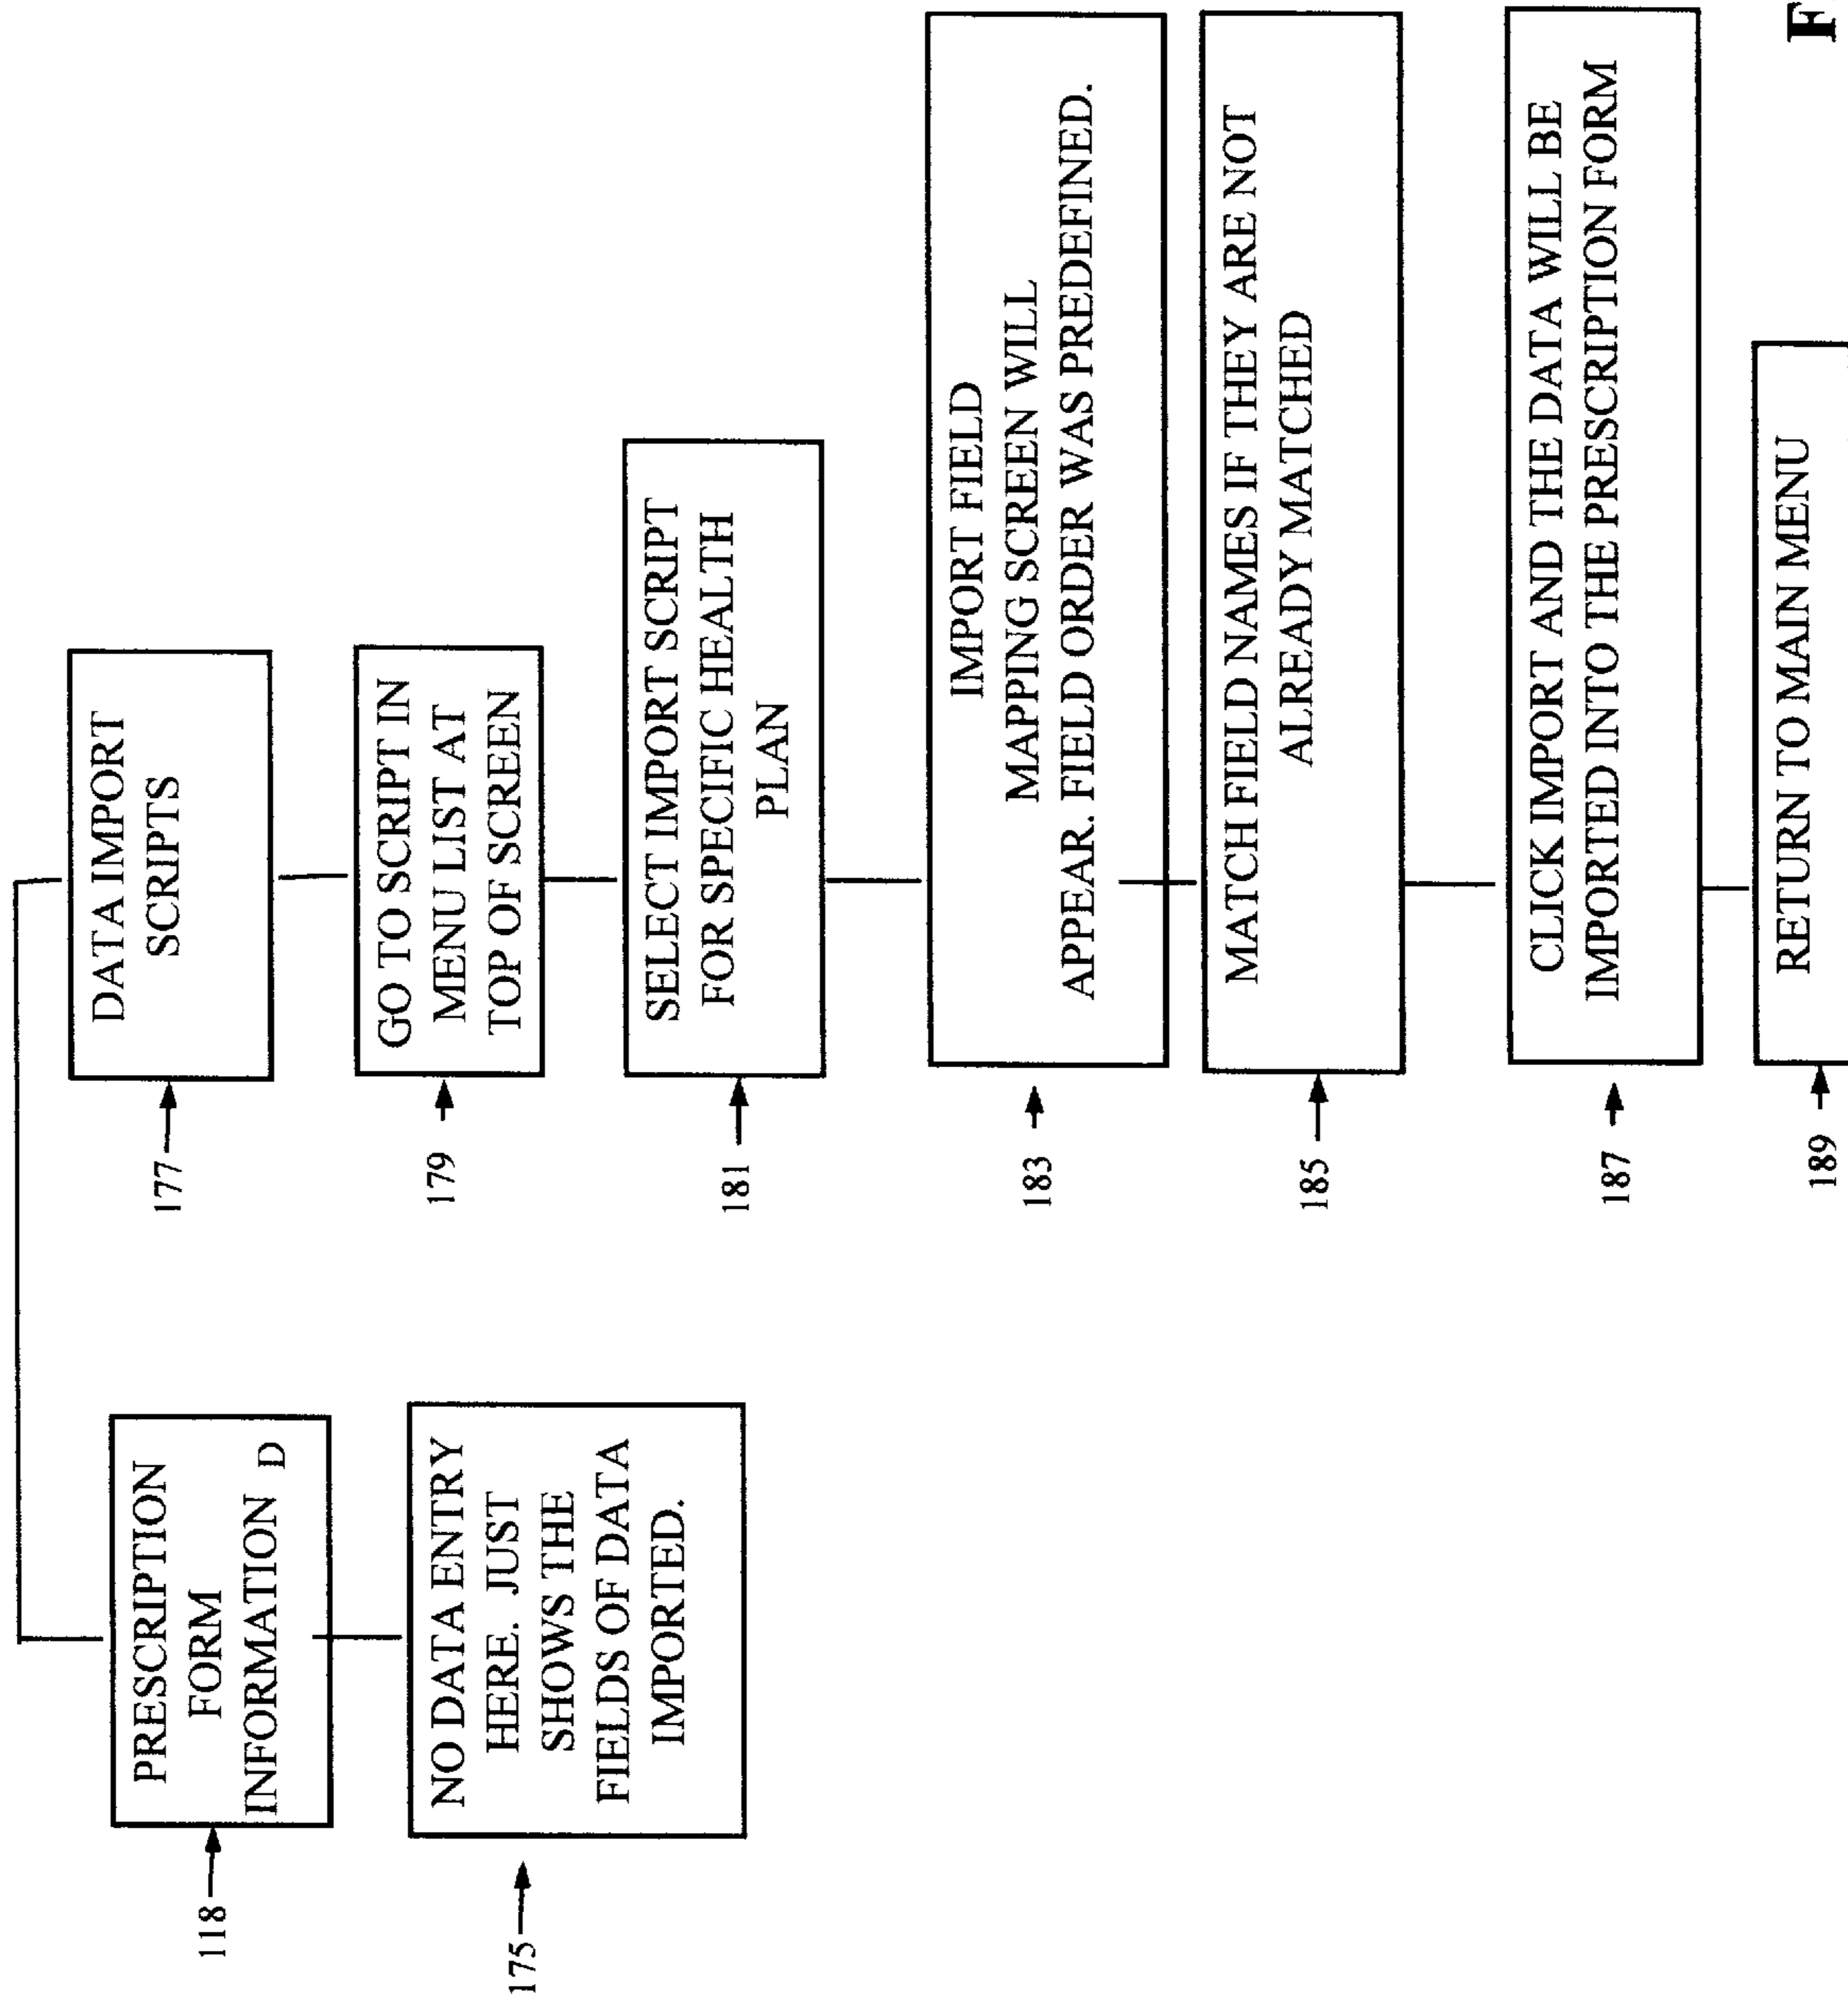 118
PRESCRIPTION
FORM
INFORMATION D
175
NO DATA ENTRY
HERE. JUST
SHOWS THE
FIELDS OF DATA
IMPORTED.
177
DATA IMPORT
SCRIPTS
179
GO TO SCRIPT IN
MENU LIST AT
TOP OF SCREEN
181
SELECT IMPORT SCRIPT
FOR SPECIFIC HEALTH
PLAN
183
IMPORT FIELD
MAPPING SCREEN WILL
APPEAR. FIELD ORDER WAS PREDEFINED.
185
MATCH FIELD NAMES IF THEY ARE NOT
ALREADY MATCHED
187
CLICK IMPORT AND THE DATA WILL BE
IMPORTED INTO THE PRESCRIPTION FORM
189
RETURN TO MAIN MENU
F